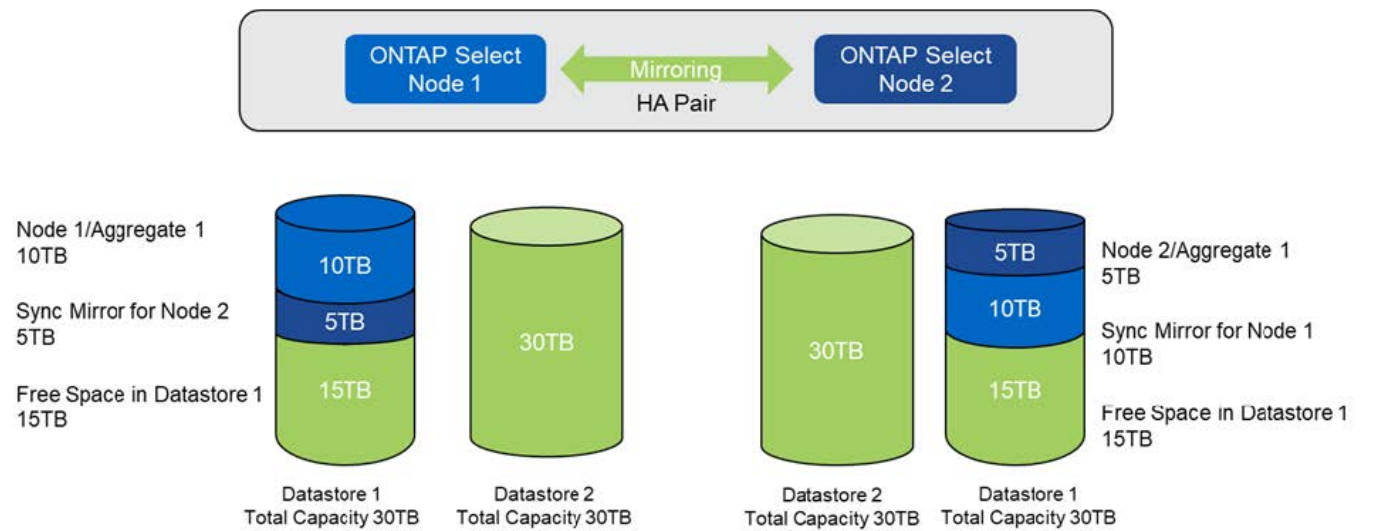 ONTAP Select
Node 1
Mirroring
HA Pair
ONTAP Select
Node 2
Node 1/Aggregate 1
10TB
Sync Mirror for Node 2
5TB
Free Space in Datastore 1
15TB
10TB
5TB
15TB
30TB
30TB
5TB
10TB
15TB
Node 2/Aggregate 1
5TB
Sync Mirror for Node 1
10TB
Free Space in Datastore 1
15TB
Datastore 1
Total Capacity 30TB
Datastore 2
Total Capacity 30TB
Datastore 2
Total Capacity 30TB
Datastore 1
Total Capacity 30TB